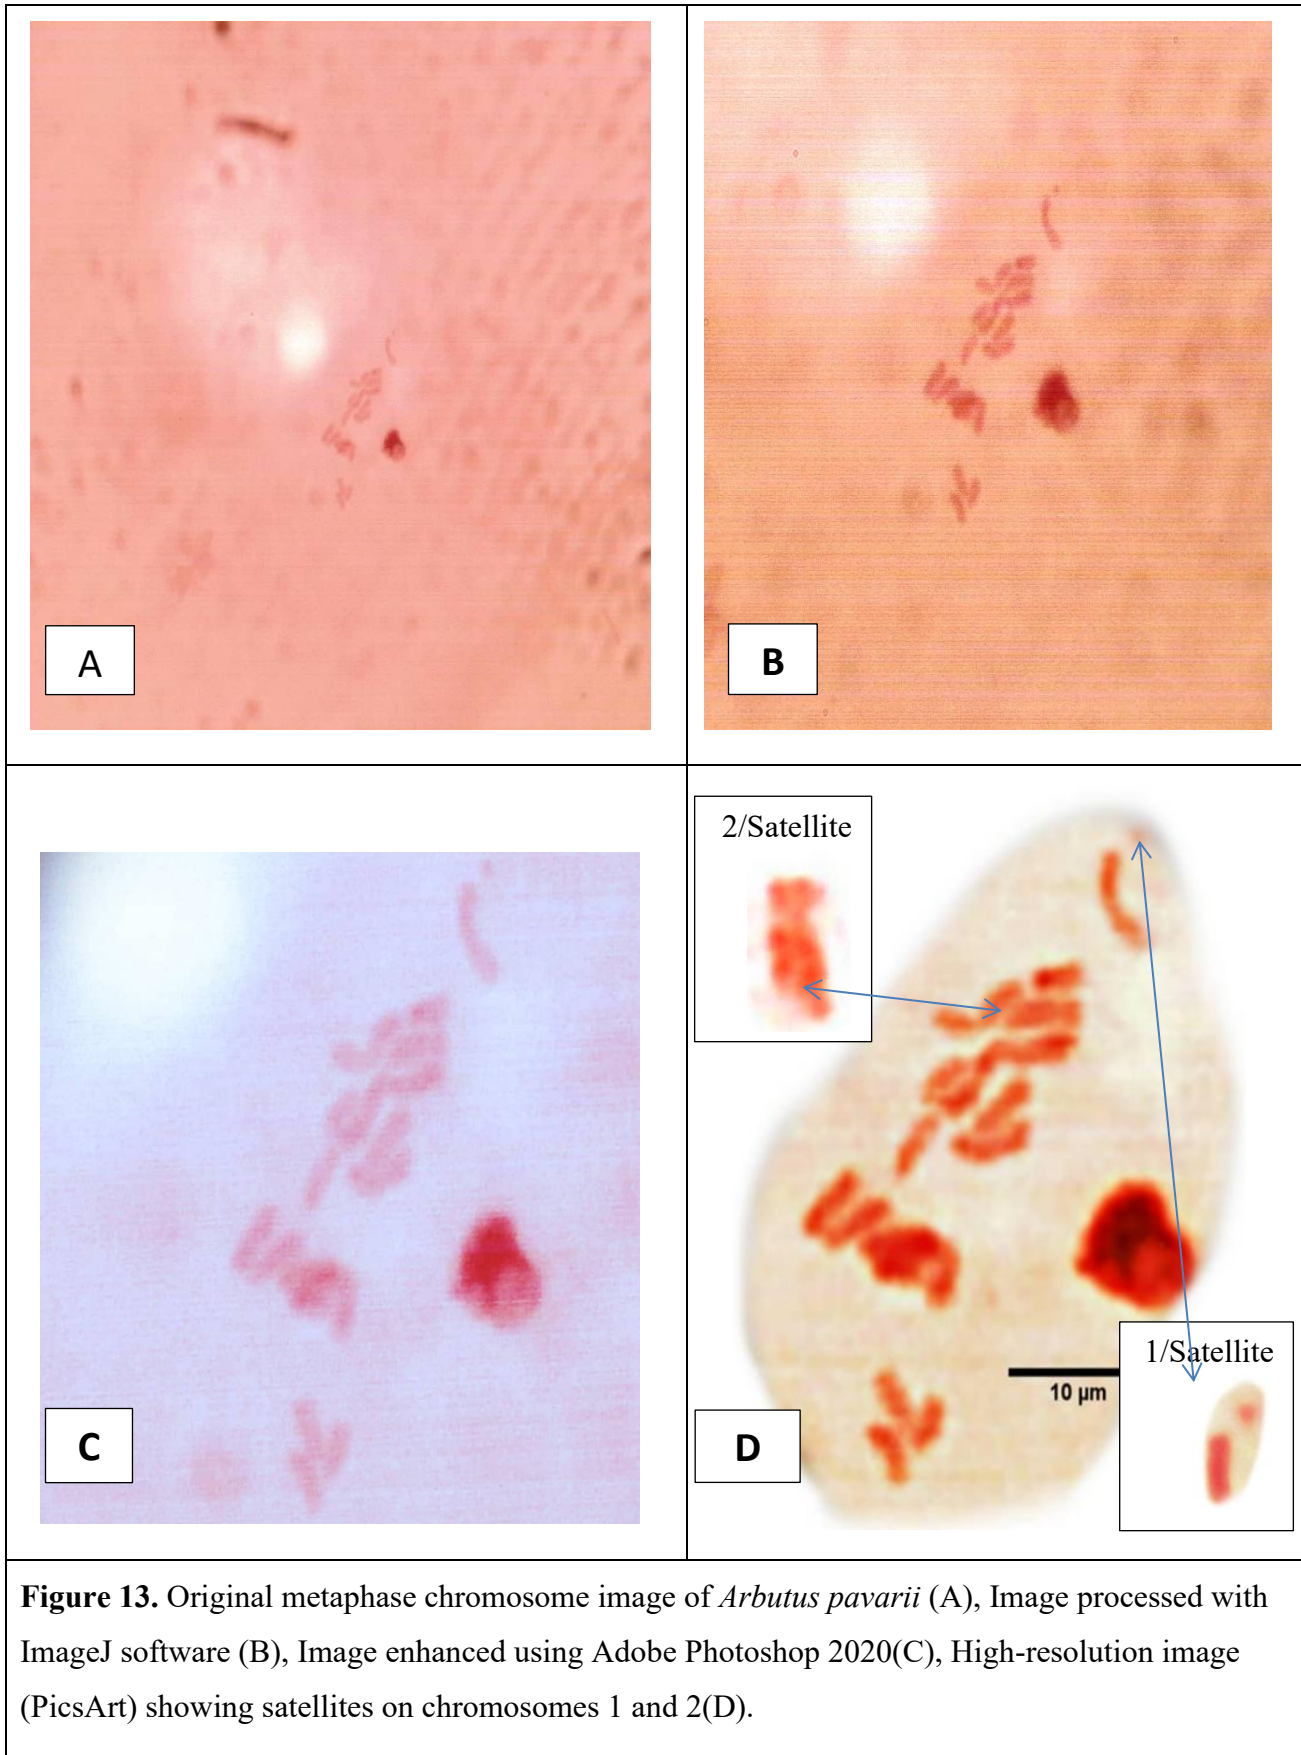 A
B
C
2/Satellite
1/Satellite
10 µm
D
Figure 13. Original metaphase chromosome image of Arbutus pavarii (A), Image processed with
ImageJ software (B), Image enhanced using Adobe Photoshop 2020(C), High-resolution image
(PicsArt) showing satellites on chromosomes 1 and 2(D).